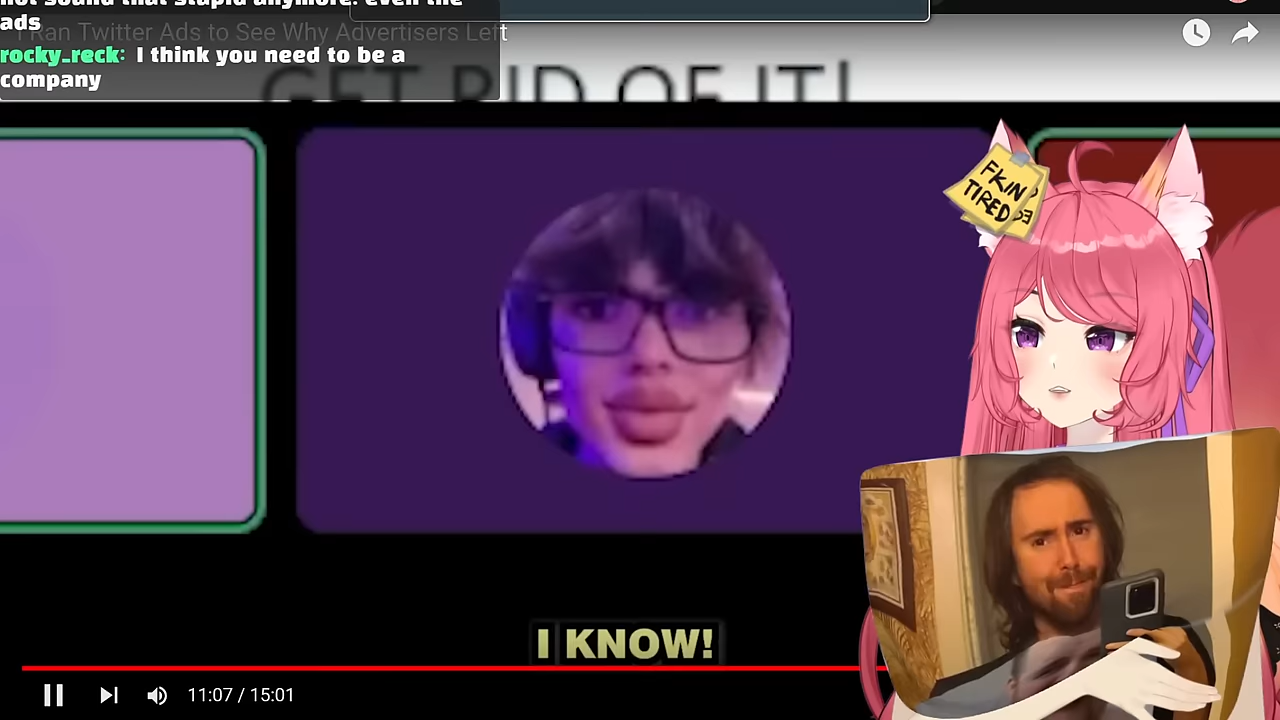 not sound that stupid anymore. even the
ads
I Ran Twitter Ads to See Why Advertisers Left
rocky_reck: I think you need to be a
company
GET RID OF IT!
FKIN
TIRED
I KNOW!
11:07 / 15:01